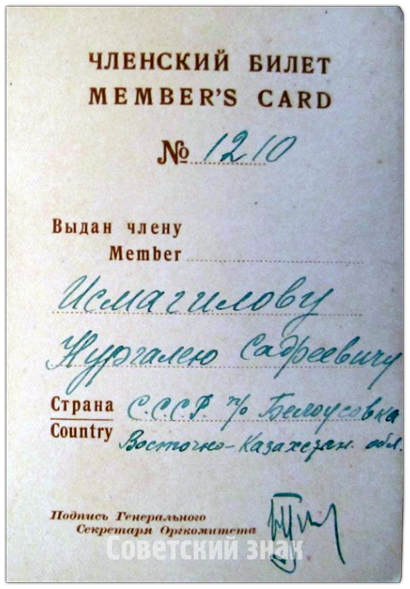 ЧЛЕНСКИЙ БИЛЕТ
MEMBER'S CARD
№ 1210
Выдан члену
Member
Исмагилову
Нургалею Садреевичу
Страна С.С.С.Р. п/о Белоусовка
Country Восточно-Казахстан. обл.
Подпись Генерального
Секретаря Оргкомитета
Советский знак